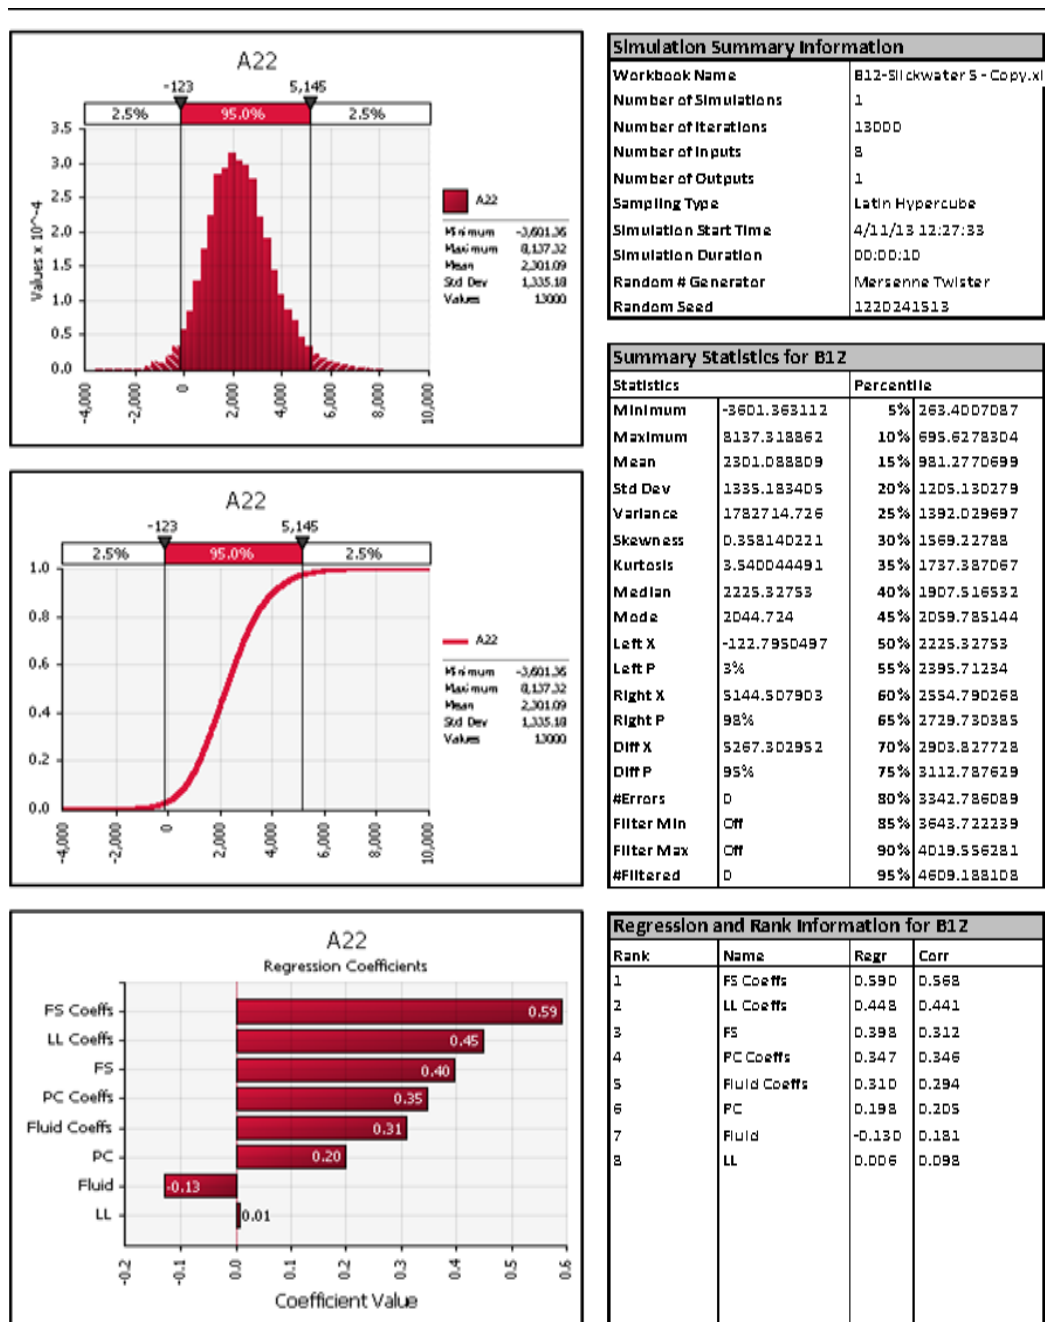 A22
-123 5,145
2.5% 95.0% 2.5%
3.5
3.0
2.5
2.0
1.5
1.0
0.5
0.0
Values x 10^-4
-4,000 -2,000 0 2,000 4,000 6,000 8,000 10,000
A22
Minimum -3,601.36
Maximum 8,137.32
Mean 2,301.09
Std Dev 1,335.18
Values 13000
A22
-123 5,145
2.5% 95.0% 2.5%
1.0
0.8
0.6
0.4
0.2
0.0
-4,000 -2,000 0 2,000 4,000 6,000 8,000 10,000
A22
Minimum -3,601.36
Maximum 8,137.32
Mean 2,301.09
Std Dev 1,335.18
Values 13000
A22
Regression Coefficients
FS Coeffs 0.59
LL Coeffs 0.45
FS 0.40
PC Coeffs 0.35
Fluid Coeffs 0.31
PC 0.20
Fluid -0.13
LL 0.01
-0.2 -0.1 0.0 0.1 0.2 0.3 0.4 0.5 0.6
Coefficient Value
Simulation Summary Information
Workbook Name B12-Slickwater S - Copy.xl
Number of Simulations 1
Number of Iterations 13000
Number of Inputs 8
Number of Outputs 1
Sampling Type Latin Hypercube
Simulation Start Time 4/11/13 12:27:33
Simulation Duration 00:00:10
Random # Generator Mersenne Twister
Random Seed 1220241513
Summary Statistics for B12
Statistics Percentile
Minimum -3601.363112 5% 263.4007087
Maximum 8137.318862 10% 695.6278304
Mean 2301.088809 15% 981.2770699
Std Dev 1335.183405 20% 1205.130279
Variance 1782714.726 25% 1392.029697
Skewness 0.358140221 30% 1569.22788
Kurtosis 3.540044491 35% 1737.387067
Median 2225.32753 40% 1907.516532
Mode 2044.724 45% 2059.785144
Left X -122.7950497 50% 2225.32753
Left P 3% 55% 2395.71234
Right X 5144.507903 60% 2554.790268
Right P 98% 65% 2729.730385
Diff X 5267.302952 70% 2903.827728
Diff P 95% 75% 3112.787629
#Errors 0 80% 3342.786089
Filter Min Off 85% 3643.722239
Filter Max Off 90% 4019.556281
#Filtered 0 95% 4609.188108
Regression and Rank Information for B12
Rank Name Regr Corr
1 FS Coeffs 0.590 0.568
2 LL Coeffs 0.448 0.441
3 FS 0.398 0.312
4 PC Coeffs 0.347 0.346
5 Fluid Coeffs 0.310 0.294
6 PC 0.198 0.205
7 Fluid -0.130 0.181
8 LL 0.006 0.098